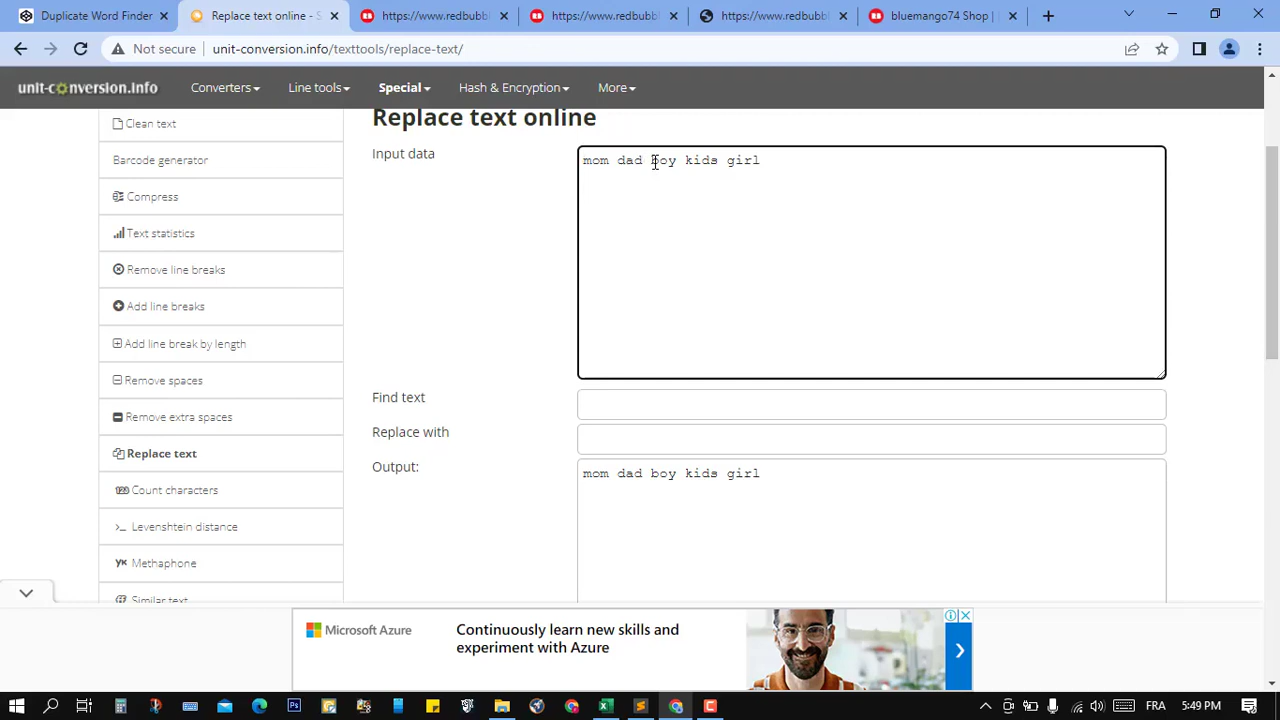 Duplicate Word Finder
Replace text online - S
https://www.redbubbl
https://www.redbubbl
https://www.redbubbl
bluemango74 Shop |
Not secure
unit-conversion.info/texttools/replace-text/
unit-conversion.info
Converters
Line tools
Special
Hash & Encryption
More
Clean text
Barcode generator
Compress
Text statistics
Remove line breaks
Add line breaks
Add line break by length
Remove spaces
Remove extra spaces
Replace text
Count characters
Levenshtein distance
Methaphone
Similar text
Replace text online
Input data
mom dad boy kids girl
Find text
Replace with
Output:
mom dad boy kids girl
Microsoft Azure
Continuously learn new skills and
experiment with Azure
FR
5:49 PM